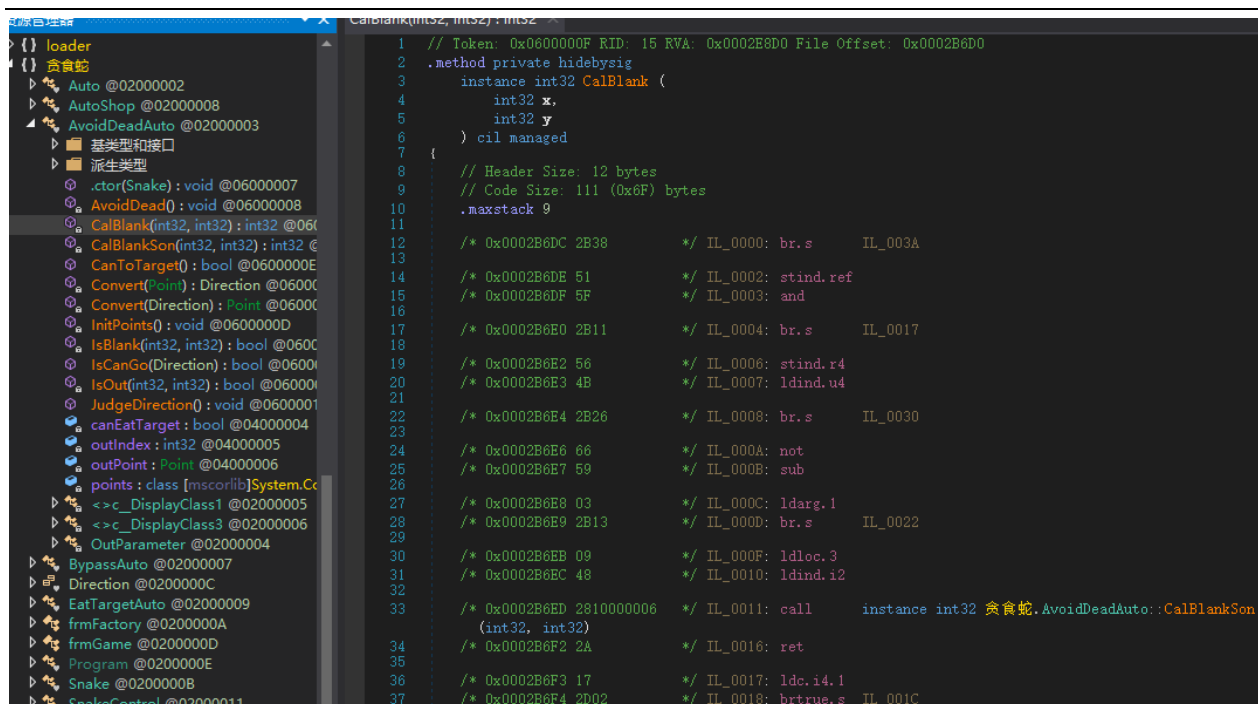 CalBlank(int32, int32) : int32
{} loader
{} 贪食蛇
Auto @02000002
AutoShop @02000008
AvoidDeadAuto @02000003
基类型和接口
派生类型
.ctor(Snake) : void @06000007
AvoidDead() : void @06000008
CalBlank(int32, int32) : int32 @060
CalBlankSon(int32, int32) : int32 @
CanToTarget() : bool @0600000E
Convert(Point) : Direction @06000
Convert(Direction) : Point @06000
InitPoints() : void @0600000D
IsBlank(int32, int32) : bool @0600
IsCanGo(Direction) : bool @06000
IsOut(int32, int32) : bool @06000
JudgeDirection() : void @0600001
canEatTarget : bool @04000004
outIndex : int32 @04000005
outPoint : Point @04000006
points : class [mscorlib]System.Co
<>c__DisplayClass1 @02000005
<>c__DisplayClass3 @02000006
OutParameter @02000004
BypassAuto @02000007
Direction @0200000C
EatTargetAuto @02000009
frmFactory @0200000A
frmGame @0200000D
Program @0200000E
Snake @0200000B
SnakeControl @02000011
1 // Token: 0x0600000F RID: 15 RVA: 0x0002E8D0 File Offset: 0x0002B6D0
2 .method private hidebysig
3 instance int32 CalBlank (
4 int32 x,
5 int32 y
6 ) cil managed
7 {
8 // Header Size: 12 bytes
9 // Code Size: 111 (0x6F) bytes
10 .maxstack 9
11
12 /* 0x0002B6DC 2B38 */ IL_0000: br.s IL_003A
13
14 /* 0x0002B6DE 51 */ IL_0002: stind.ref
15 /* 0x0002B6DF 5F */ IL_0003: and
16
17 /* 0x0002B6E0 2B11 */ IL_0004: br.s IL_0017
18
19 /* 0x0002B6E2 56 */ IL_0006: stind.r4
20 /* 0x0002B6E3 4B */ IL_0007: ldind.u4
21
22 /* 0x0002B6E4 2B26 */ IL_0008: br.s IL_0030
23
24 /* 0x0002B6E6 66 */ IL_000A: not
25 /* 0x0002B6E7 59 */ IL_000B: sub
26
27 /* 0x0002B6E8 03 */ IL_000C: ldarg.1
28 /* 0x0002B6E9 2B13 */ IL_000D: br.s IL_0022
29
30 /* 0x0002B6EB 09 */ IL_000F: ldloc.3
31 /* 0x0002B6EC 48 */ IL_0010: ldind.i2
32
33 /* 0x0002B6ED 2810000006 */ IL_0011: call instance int32 贪食蛇.AvoidDeadAuto::CalBlankSon
(int32, int32)
34 /* 0x0002B6F2 2A */ IL_0016: ret
35
36 /* 0x0002B6F3 17 */ IL_0017: ldc.i4.1
37 /* 0x0002B6F4 2D02 */ IL_0018: brtrue.s IL_001C